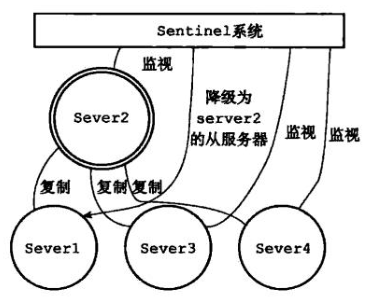 Sentinel系统
监视
降级为
server2
的从服务器
监视
监视
Sever2
复制
复制
复制
Sever1
Sever3
Sever4